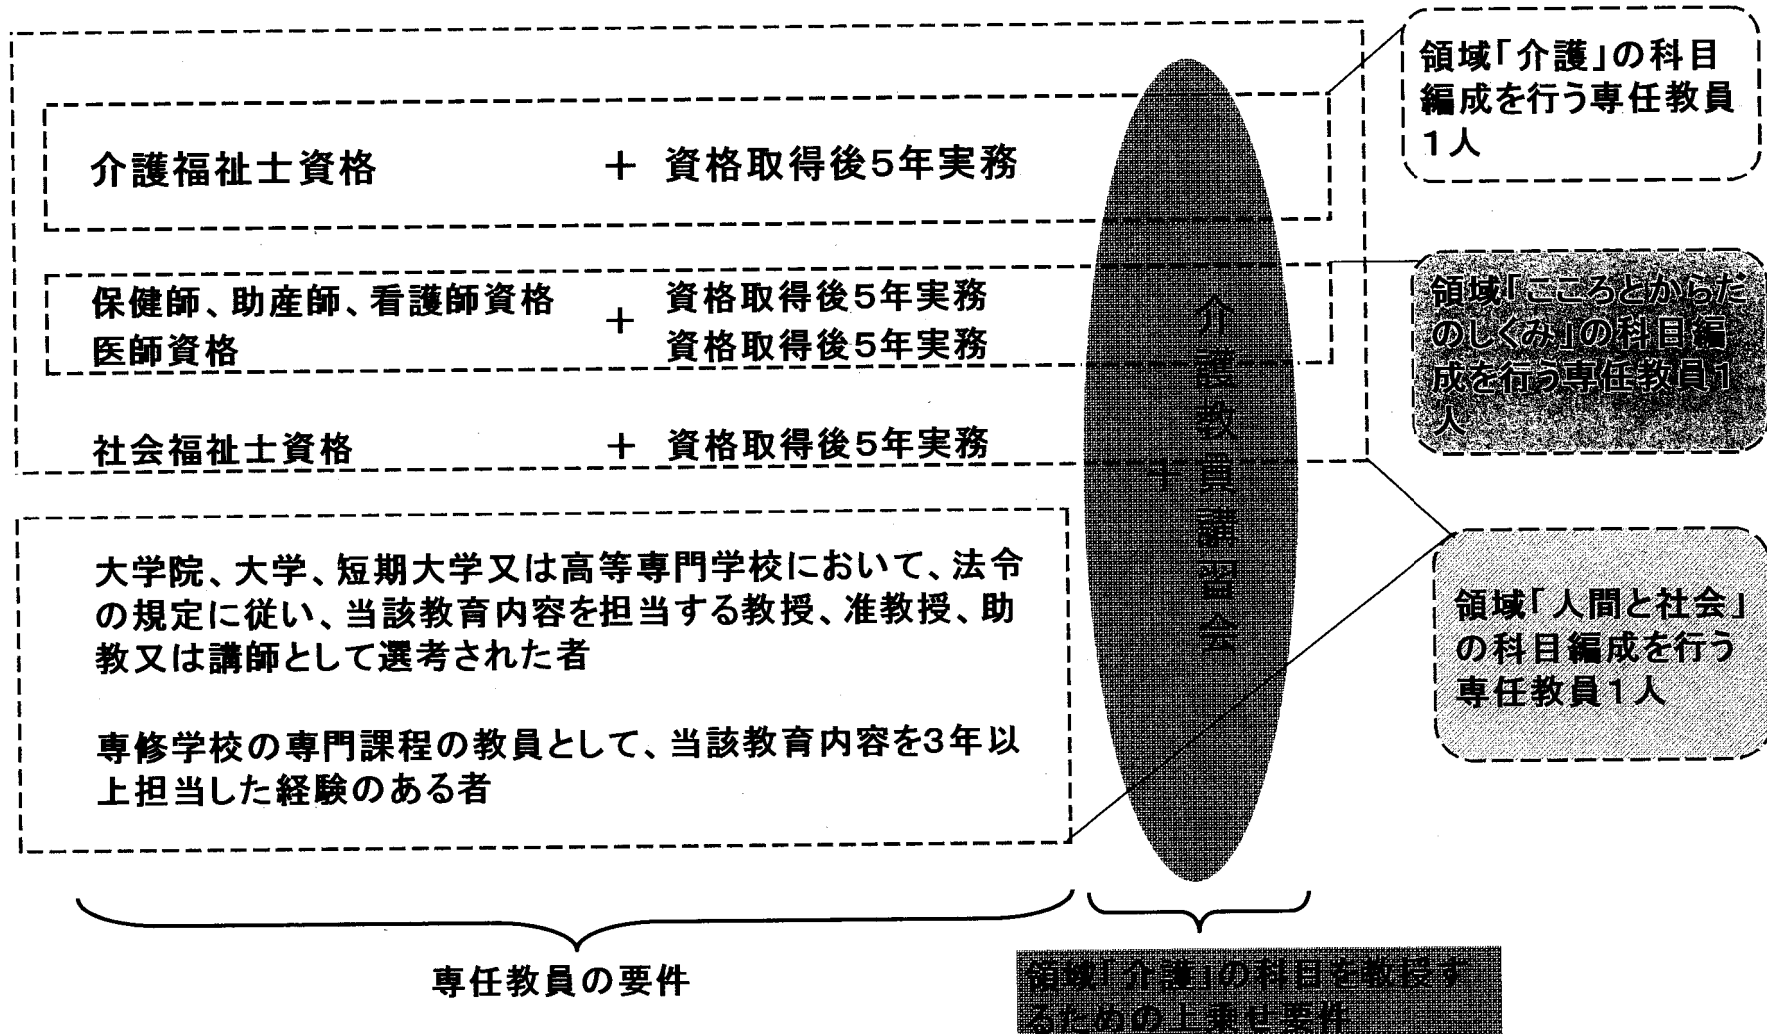 介護福祉士資格 + 資格取得後5年実務
保健師、助産師、看護師資格 + 資格取得後5年実務
医師資格 資格取得後5年実務
社会福祉士資格 + 資格取得後5年実務
大学院、大学、短期大学又は高等専門学校において、法令
の規定に従い、当該教育内容を担当する教授、准教授、助
教又は講師として選考された者
専修学校の専門課程の教員として、当該教育内容を3年以
上担当した経験のある者
+
介護教員講習会
領域「介護」の科目
編成を行う専任教員
1人
領域「こころとからだ
のしくみ」の科目編
成を行う専任教員1
人
領域「人間と社会」
の科目編成を行う
専任教員1人
専任教員の要件
領域「介護」の科目を教授す
るための上乗せ要件